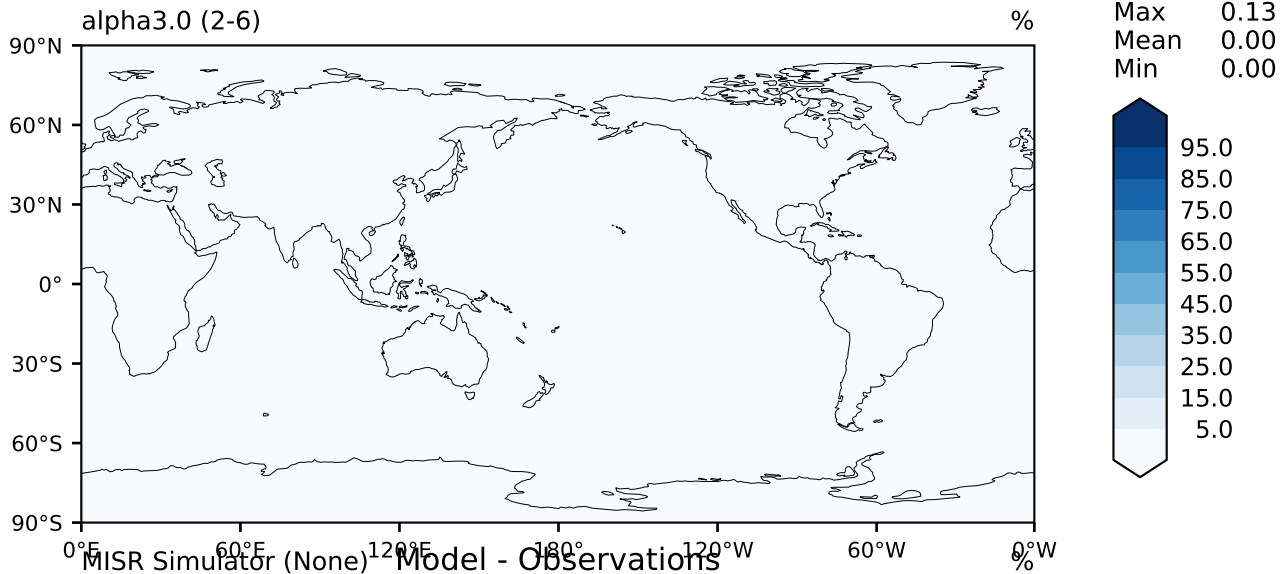 alpha3.0 (2-6) %
Max 0.13
Mean 0.00
Min 0.00
90°N
60°N
30°N
0°
30°S
60°S
90°S
0°E 60°E 120°E 180° 120°W 60°W 0°W
MISR Simulator (None) Model - Observations %
95.0
85.0
75.0
65.0
55.0
45.0
35.0
25.0
15.0
5.0